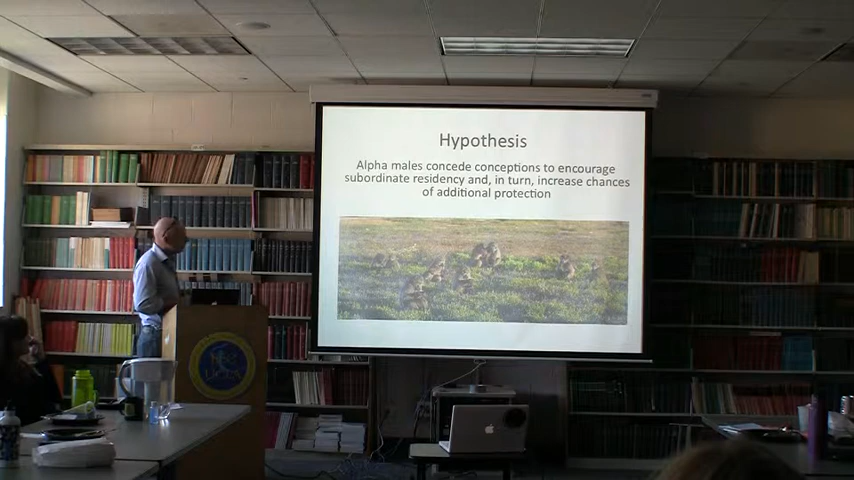 Hypothesis
Alpha males concede conceptions to encourage
subordinate residency and, in turn, increase chances
of additional protection